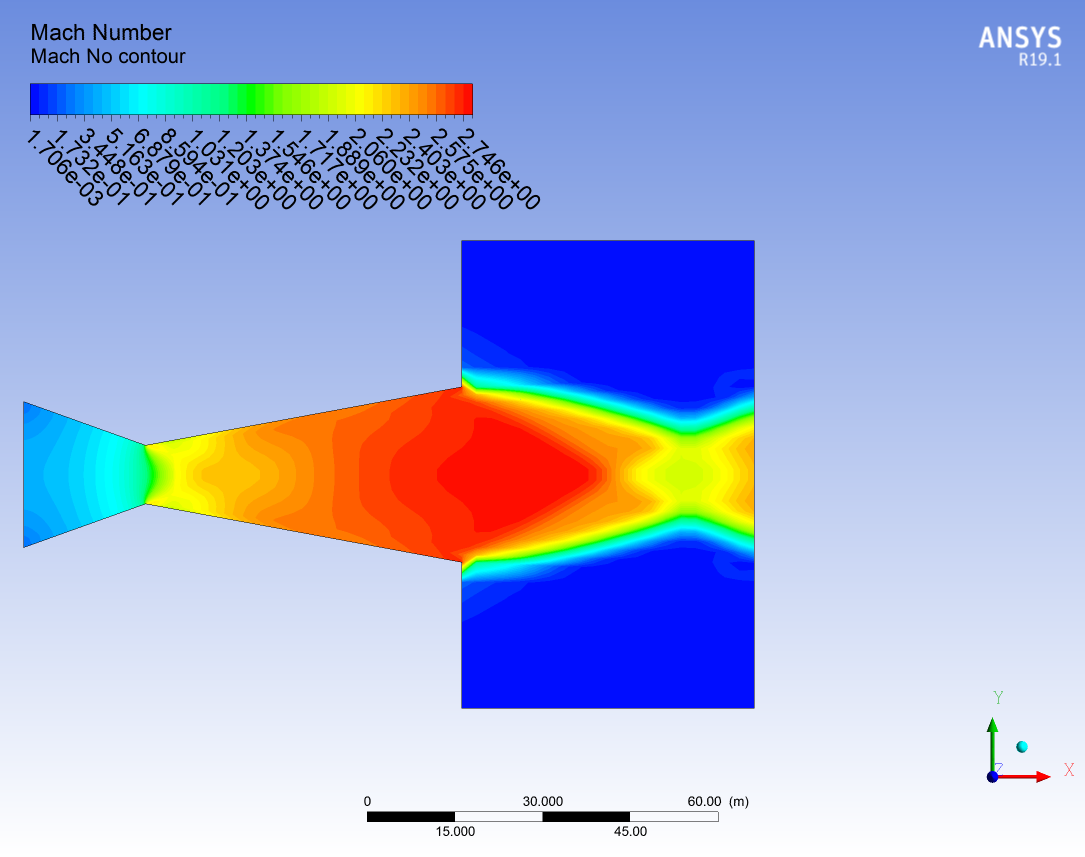 Mach Number
Mach No contour
ANSYS
R19.1
1.706e-03
1.732e-01
3.448e-01
5.163e-01
6.879e-01
8.594e-01
1.031e+00
1.203e+00
1.374e+00
1.546e+00
1.717e+00
1.889e+00
2.060e+00
2.232e+00
2.403e+00
2.575e+00
2.746e+00
Y
Z
X
0 30.000 60.00 (m)
15.000 45.00